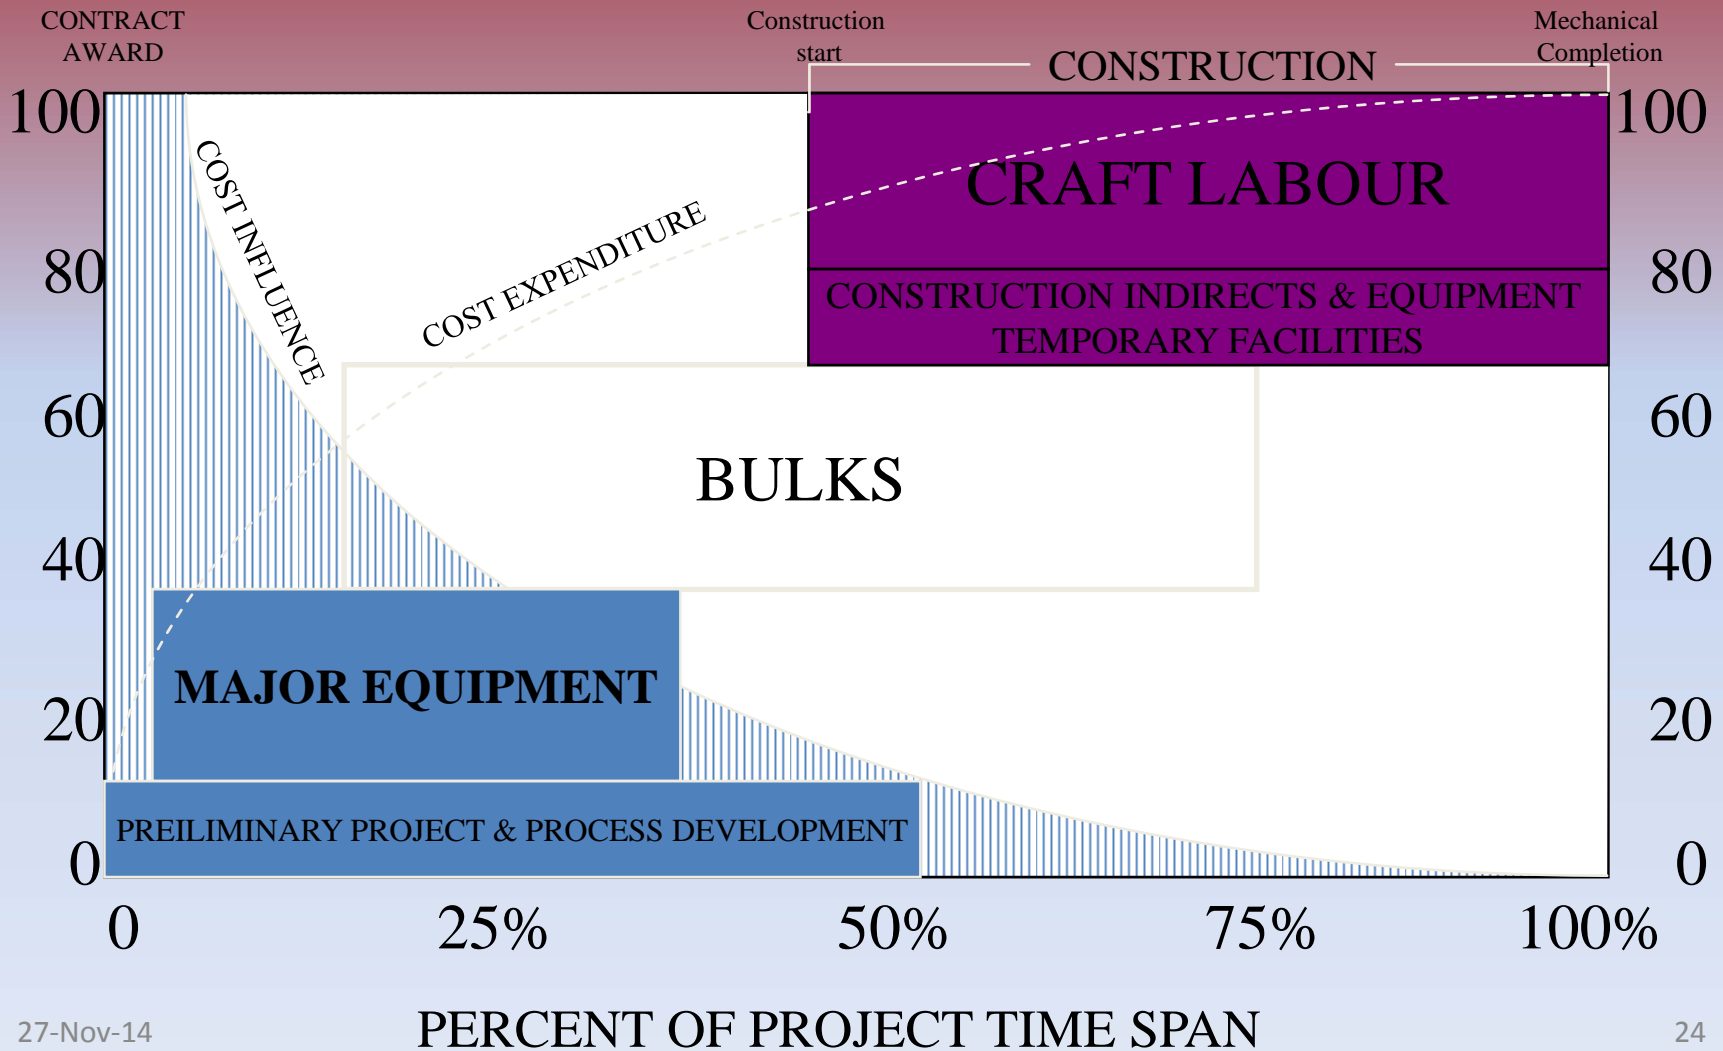 CONTRACT
AWARD
Construction
start
Mechanical
Completion
CONSTRUCTION
100
100
CRAFT LABOUR
COST INFLUENCE
COST EXPENDITURE
80
80
CONSTRUCTION INDIRECTS & EQUIPMENT
TEMPORARY FACILITIES
60
60
BULKS
40
40
MAJOR EQUIPMENT
20
20
PREILIMINARY PROJECT & PROCESS DEVELOPMENT
0
0
0
25%
50%
75%
100%
PERCENT OF PROJECT TIME SPAN
27-Nov-14
24